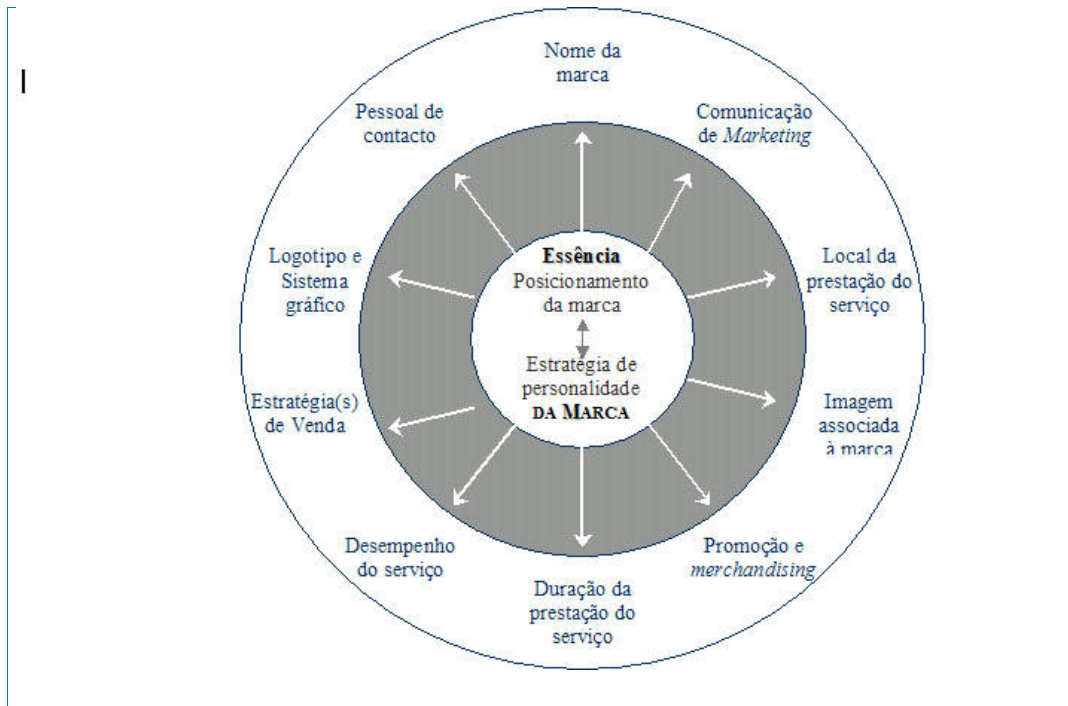 Nome da
marca
Comunicação
de Marketing
Local da
prestação do
serviço
Imagem
associada
à marca
Promoção e
merchandising
Duração da
prestação do
serviço
Desempenho
do serviço
Estratégia(s)
de Venda
Logotipo e
Sistema
gráfico
Pessoal de
contacto
Essência
Posicionamento
da marca
Estratégia de
personalidade
DA MARCA